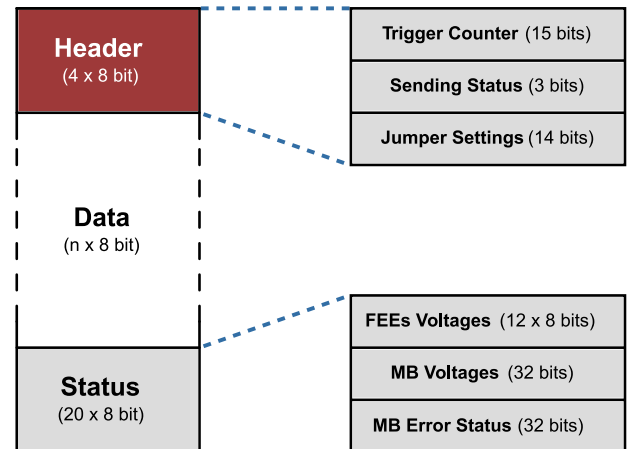 Header
(4 x 8 bit)
Data
(n x 8 bit)
Status
(20 x 8 bit)
Trigger Counter (15 bits)
Sending Status (3 bits)
Jumper Settings (14 bits)
FEEs Voltages (12 x 8 bits)
MB Voltages (32 bits)
MB Error Status (32 bits)